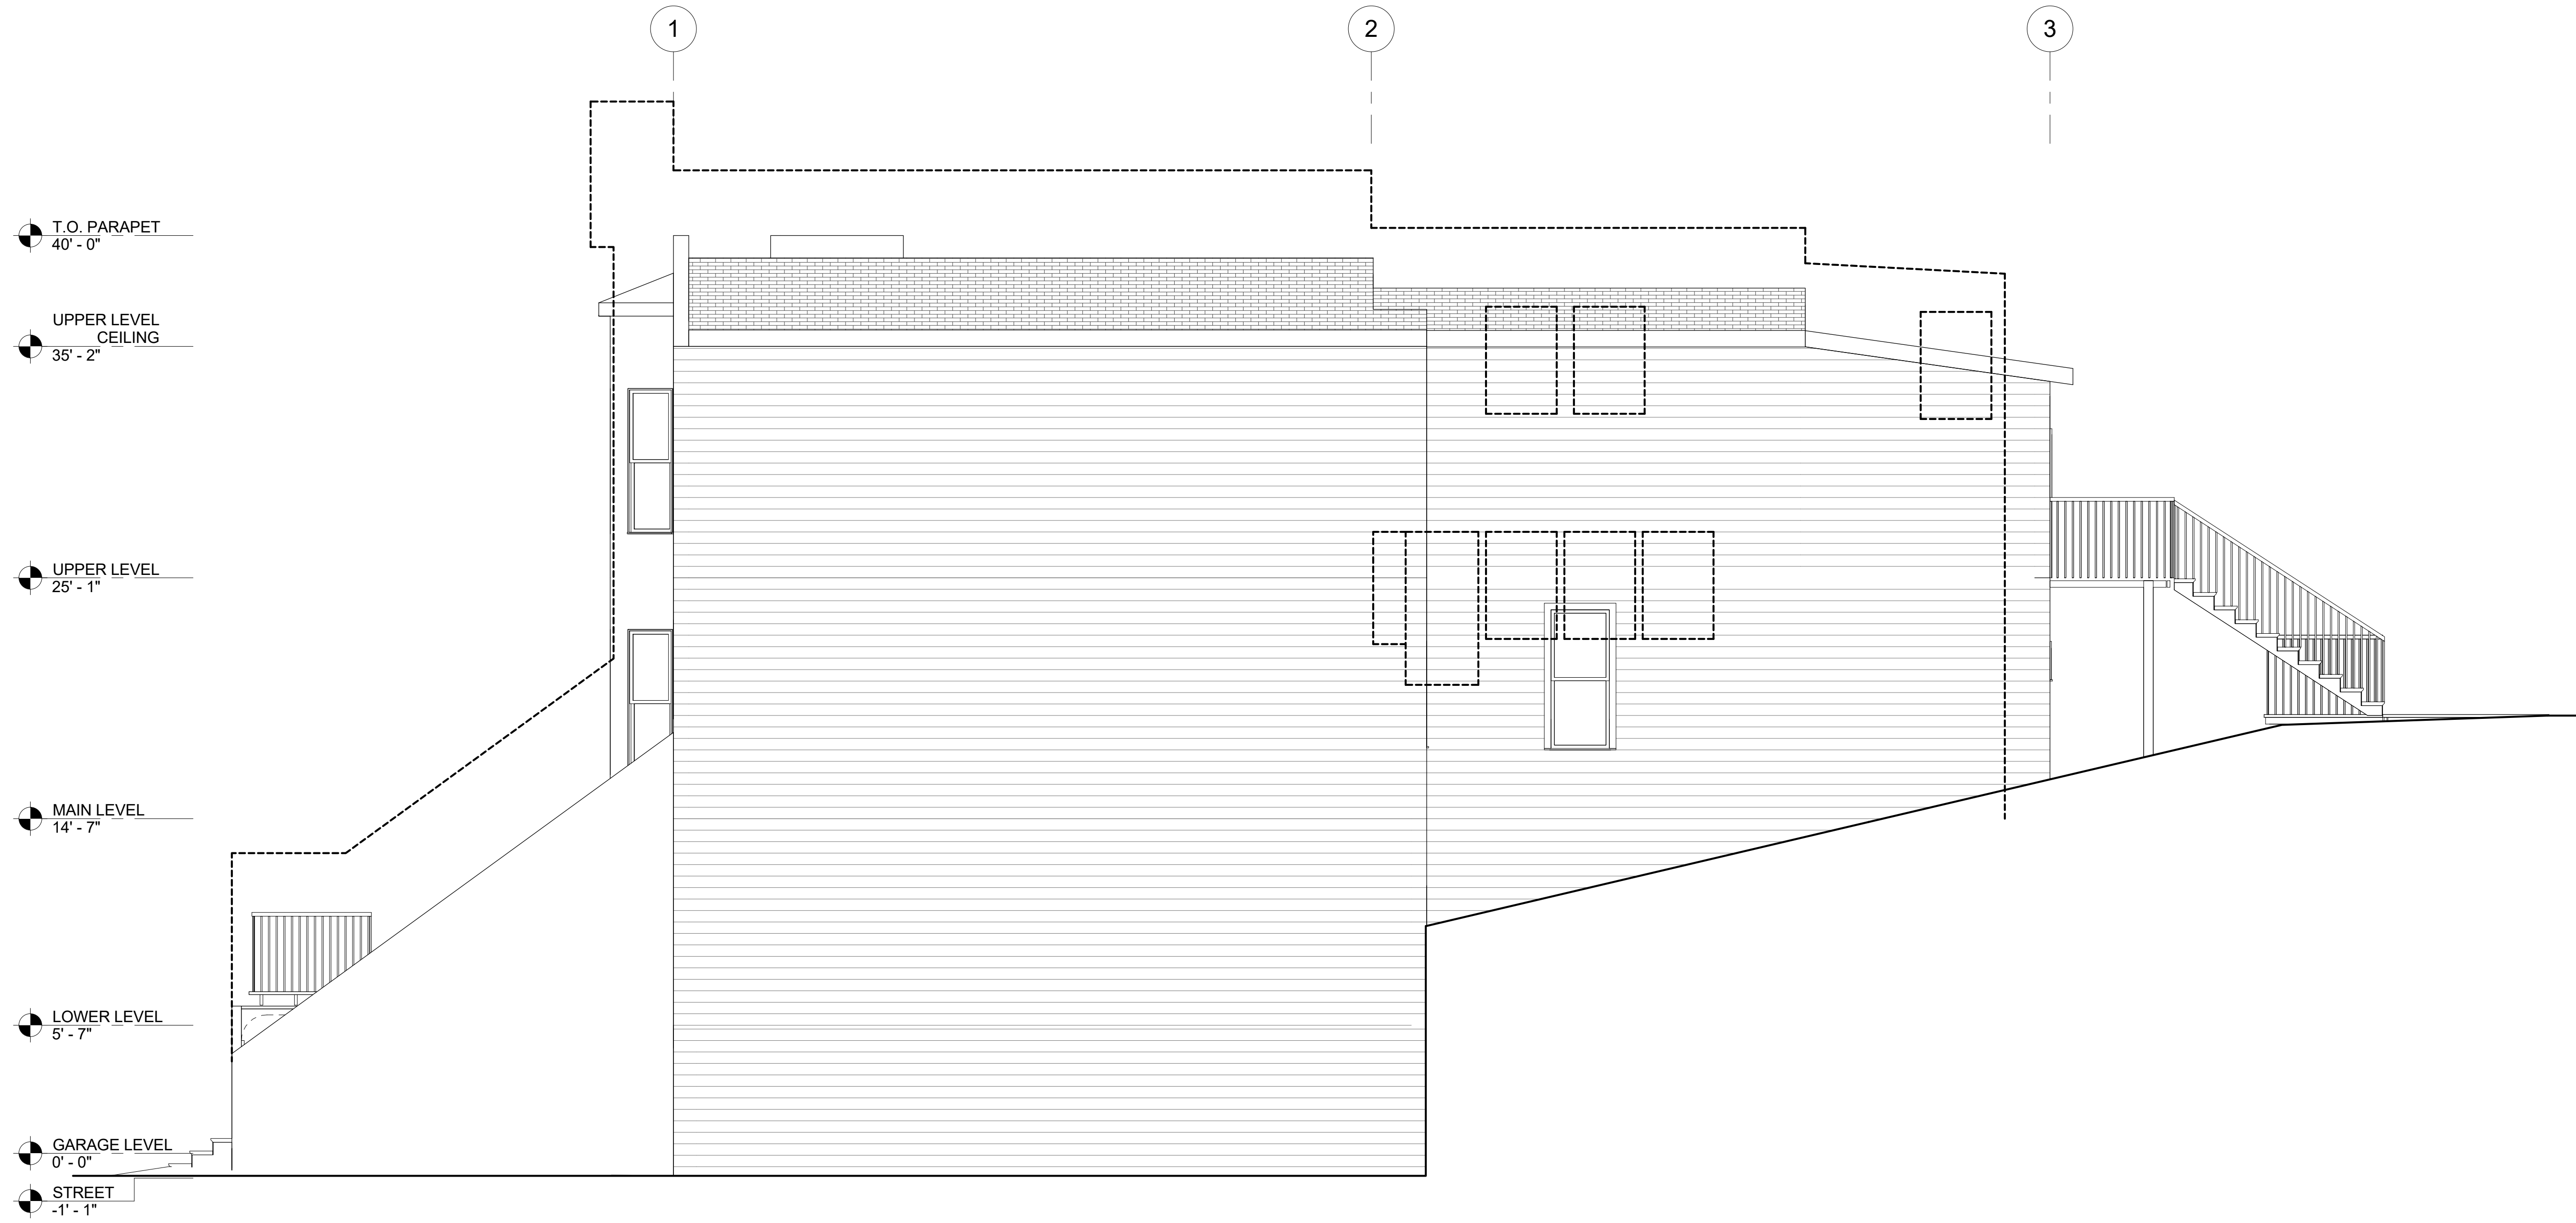 1
2
3
T.O. PARAPET
40' - 0"
UPPER LEVEL
CEILING
35' - 2"
UPPER LEVEL
25' - 1"
MAIN LEVEL
14' - 7"
LOWER LEVEL
5' - 7"
GARAGE LEVEL
0' - 0"
STREET
-1' - 1"